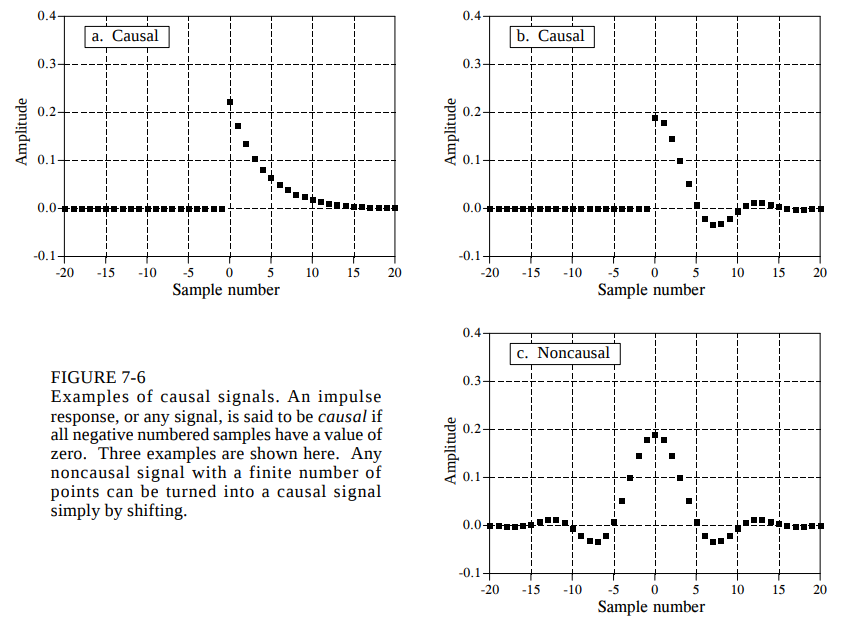 0.4
a. Causal
0.3
0.2
0.1
0.0
-0.1
Amplitude
-20 -15 -10 -5 0 5 10 15 20
Sample number
0.4
b. Causal
0.3
0.2
0.1
0.0
-0.1
Amplitude
-20 -15 -10 -5 0 5 10 15 20
Sample number
FIGURE 7-6
Examples of causal signals. An impulse
response, or any signal, is said to be causal if
all negative numbered samples have a value of
zero. Three examples are shown here. Any
noncausal signal with a finite number of
points can be turned into a causal signal
simply by shifting.
0.4
c. Noncausal
0.3
0.2
0.1
0.0
-0.1
Amplitude
-20 -15 -10 -5 0 5 10 15 20
Sample number